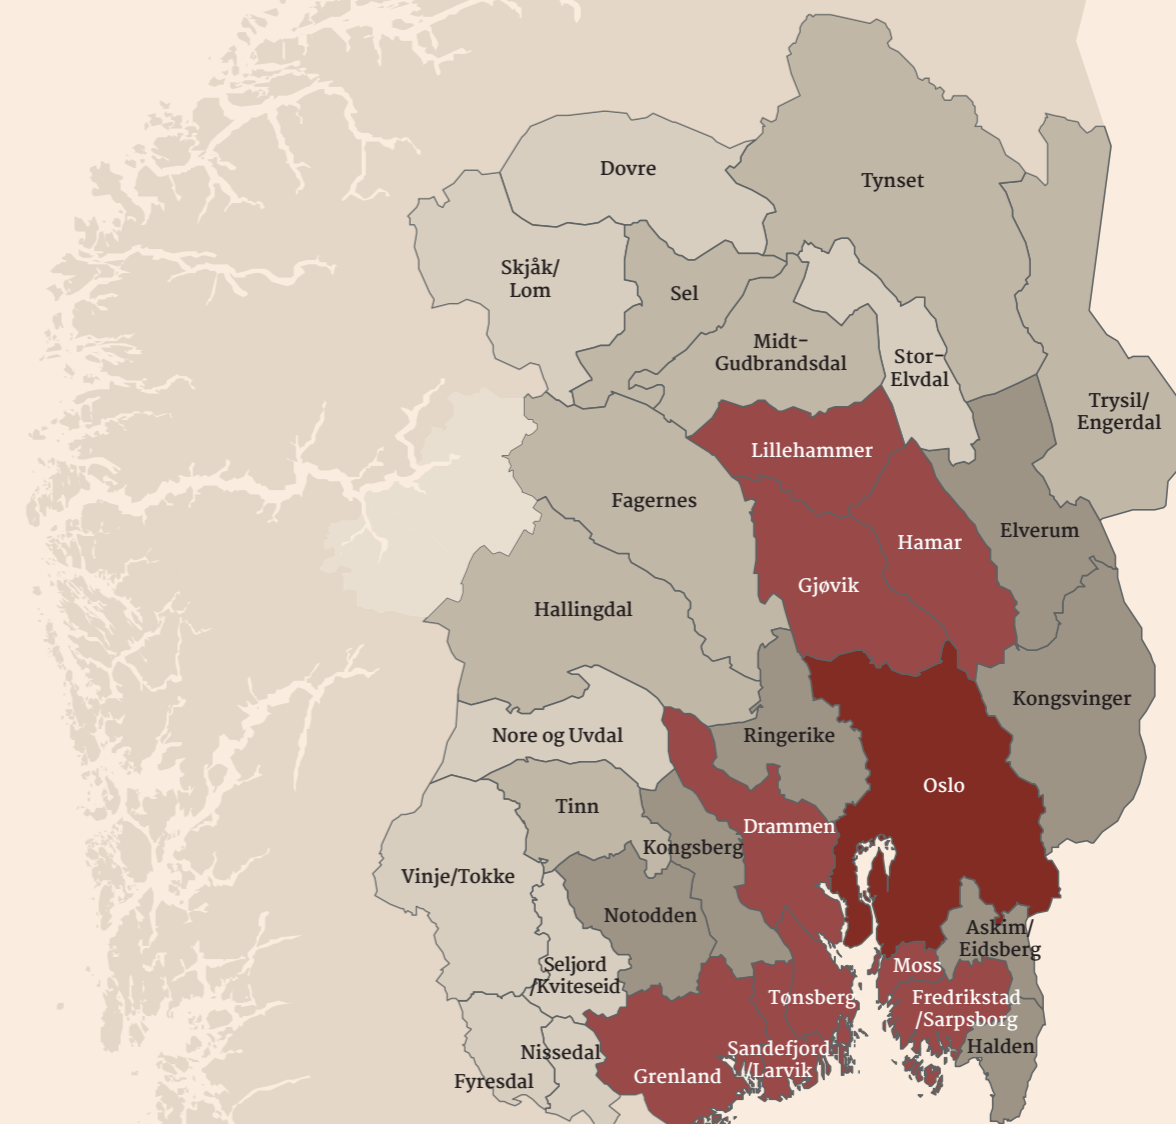 Dovre
Tynset
Skjåk/
Lom
Sel
Midt-
Gudbrandsdal
Stor-
Elvdal
Trysil/
Engerdal
Lillehammer
Fagernes
Elverum
Hamar
Gjøvik
Hallingdal
Kongsvinger
Nore og Uvdal
Ringerike
Oslo
Tinn
Drammen
Kongsberg
Vinje/Tokke
Notodden
Askim/
Eidsberg
Seljord
/Kviteseid
Moss
Tønsberg
Fredrikstad
/Sarpsborg
Nissedal
Sandefjord
/Larvik
Halden
Grenland
Fyresdal